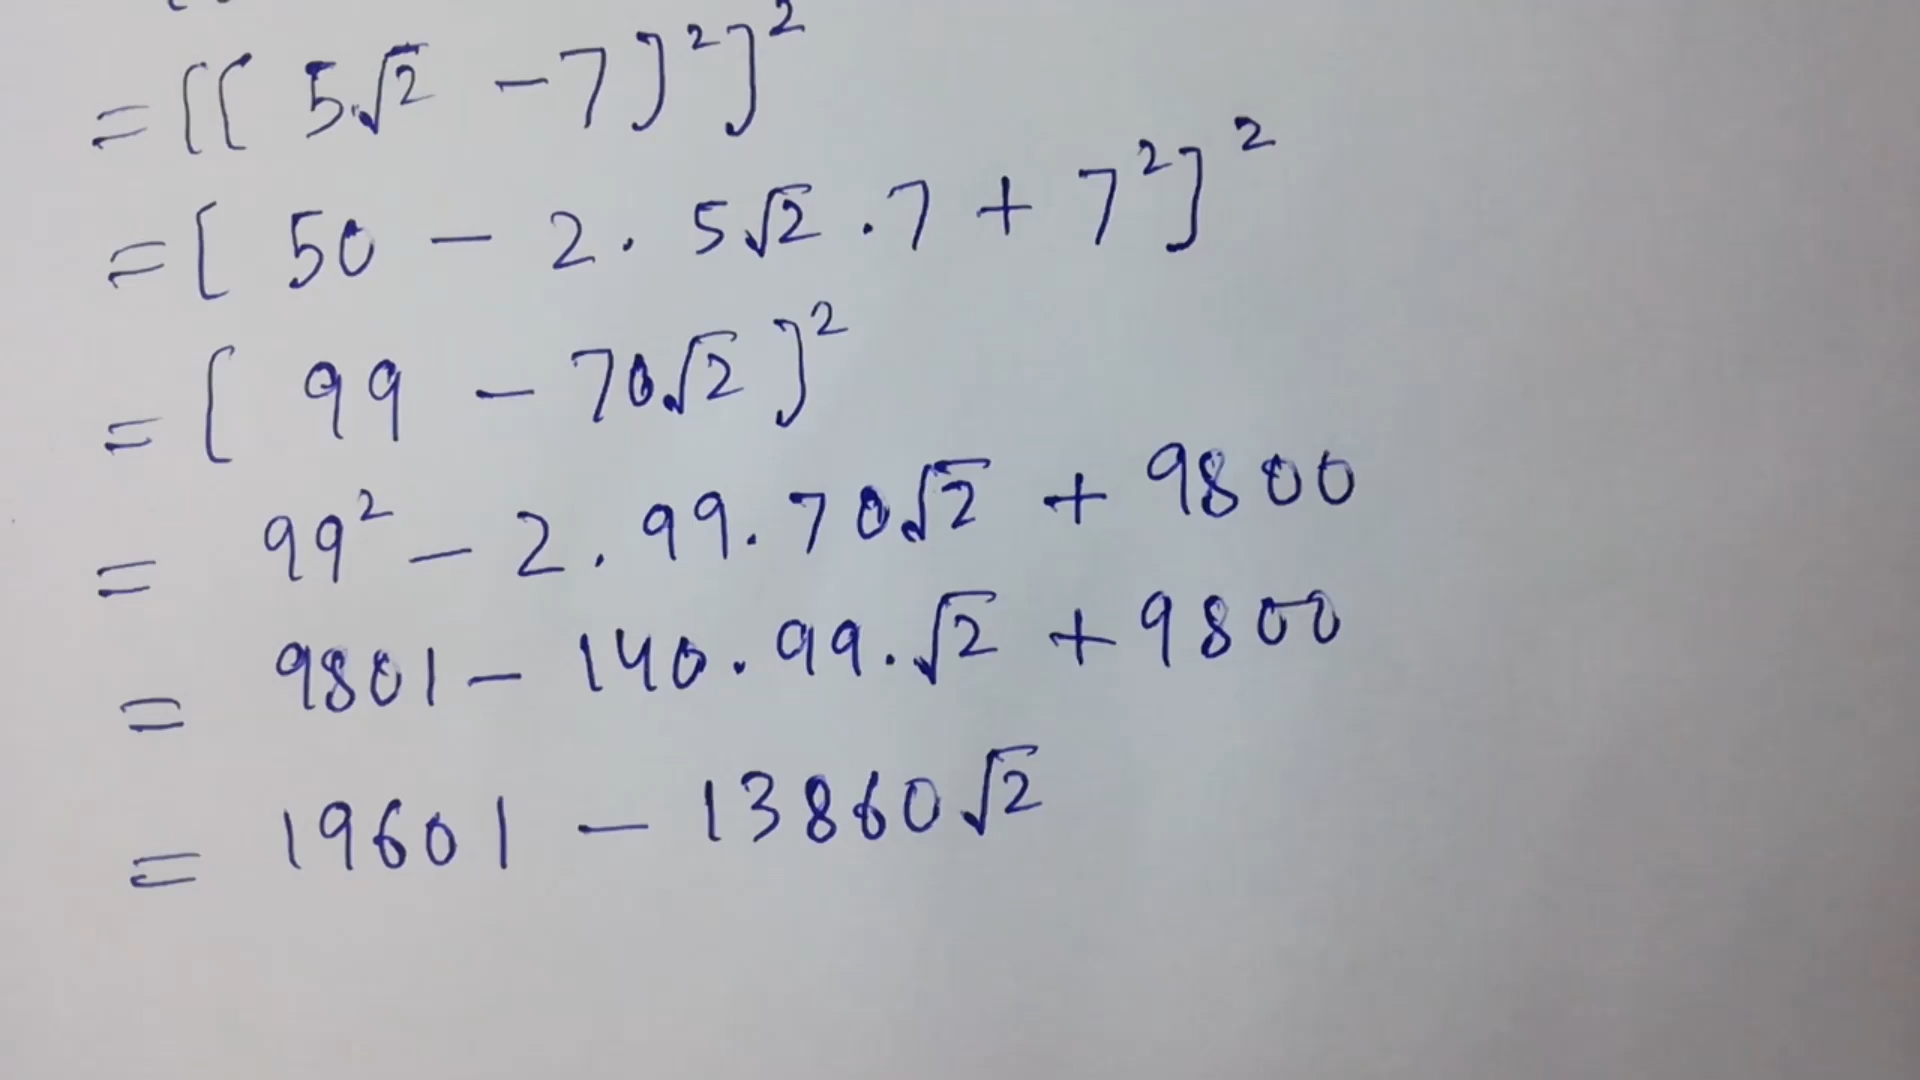 = [[ 5√2 - 7]²]²
= [ 50 - 2 . 5√2 . 7 + 7²]²
= [ 99 - 70√2 ]²
= 99² - 2 . 99 . 70√2 + 9800
= 9801 - 140 . 99 . √2 + 9800
= 19601 - 13860√2